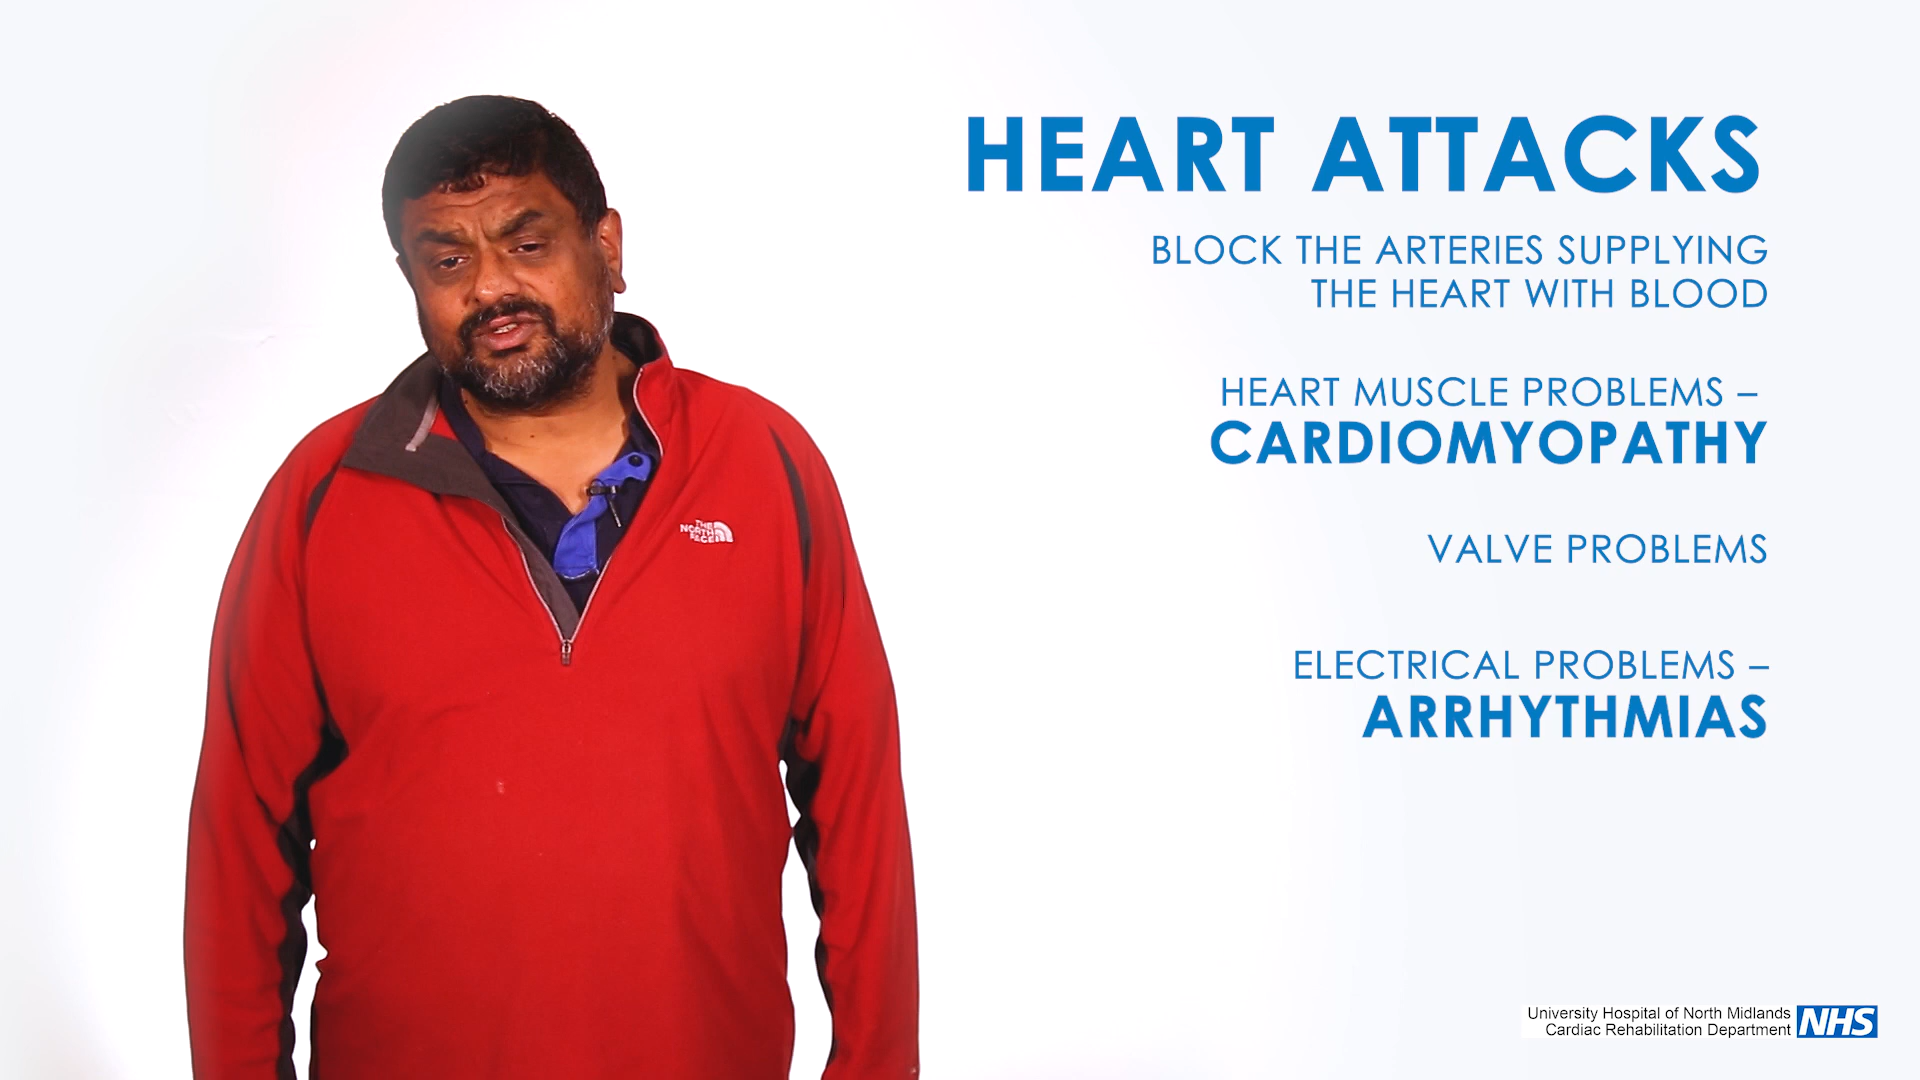 HEART ATTACKS
BLOCK THE ARTERIES SUPPLYING
THE HEART WITH BLOOD
HEART MUSCLE PROBLEMS –
CARDIOMYOPATHY
VALVE PROBLEMS
ELECTRICAL PROBLEMS –
ARRHYTHMIAS
THE
NORTH
FACE
University Hospital of North Midlands
Cardiac Rehabilitation Department
NHS